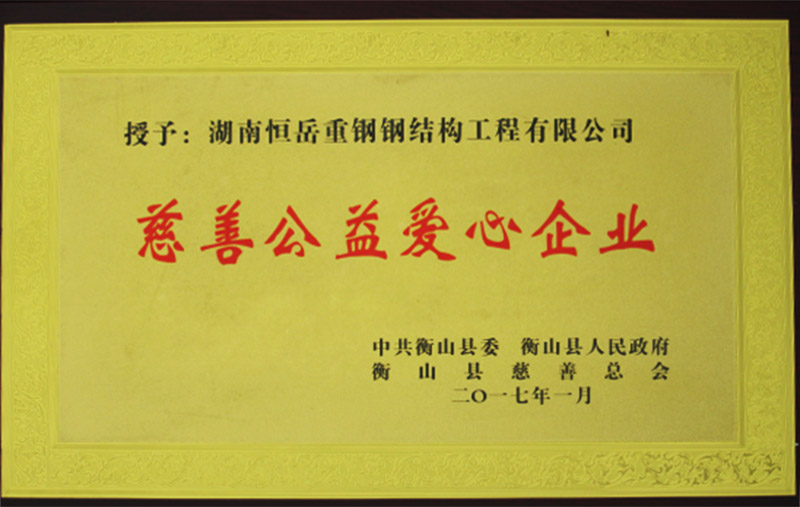 授予：湖南恒岳重钢钢结构工程有限公司
慈善公益爱心企业
中共衡山县委 衡山县人民政府
衡山县慈善总会
二〇一七年一月